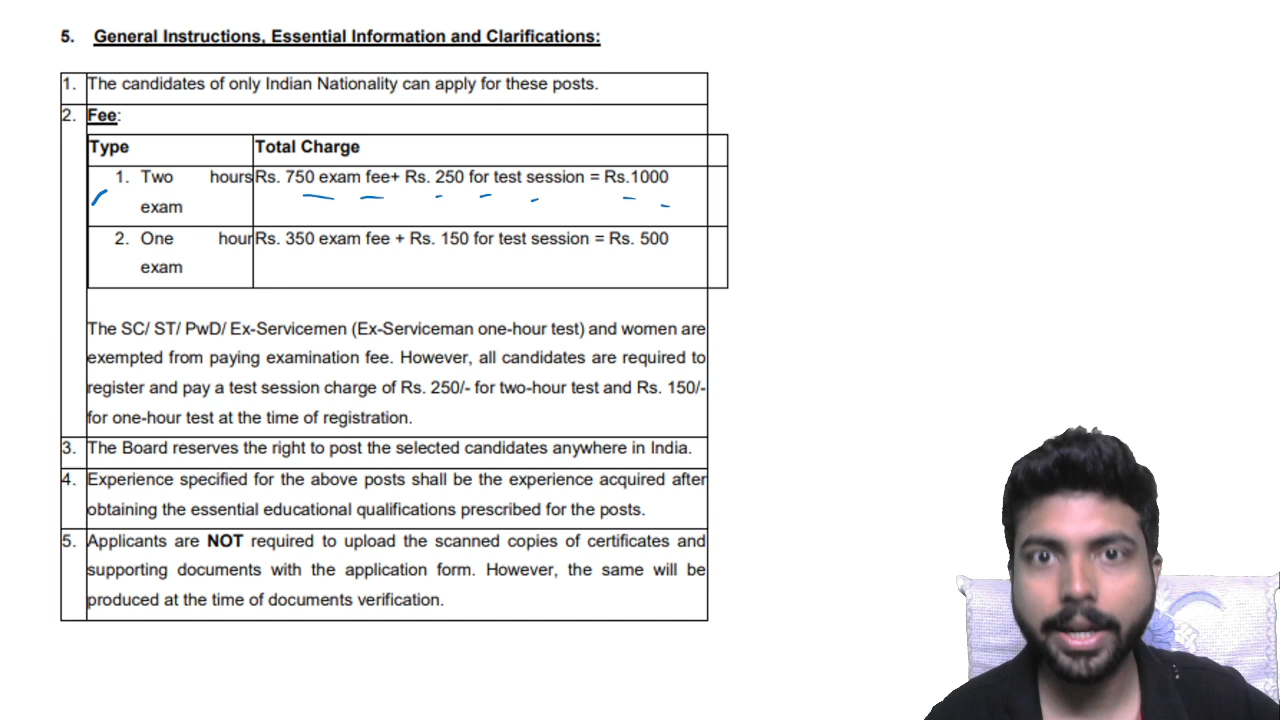 5. General Instructions, Essential Information and Clarifications:
1. The candidates of only Indian Nationality can apply for these posts.
2. Fee:
Type Total Charge
1. Two hours Rs. 750 exam fee+ Rs. 250 for test session = Rs.1000
exam
2. One hour Rs. 350 exam fee + Rs. 150 for test session = Rs. 500
exam
The SC/ ST/ PwD/ Ex-Servicemen (Ex-Serviceman one-hour test) and women are
exempted from paying examination fee. However, all candidates are required to
register and pay a test session charge of Rs. 250/- for two-hour test and Rs. 150/-
for one-hour test at the time of registration.
3. The Board reserves the right to post the selected candidates anywhere in India.
4. Experience specified for the above posts shall be the experience acquired after
obtaining the essential educational qualifications prescribed for the posts.
5. Applicants are NOT required to upload the scanned copies of certificates and
supporting documents with the application form. However, the same will be
produced at the time of documents verification.